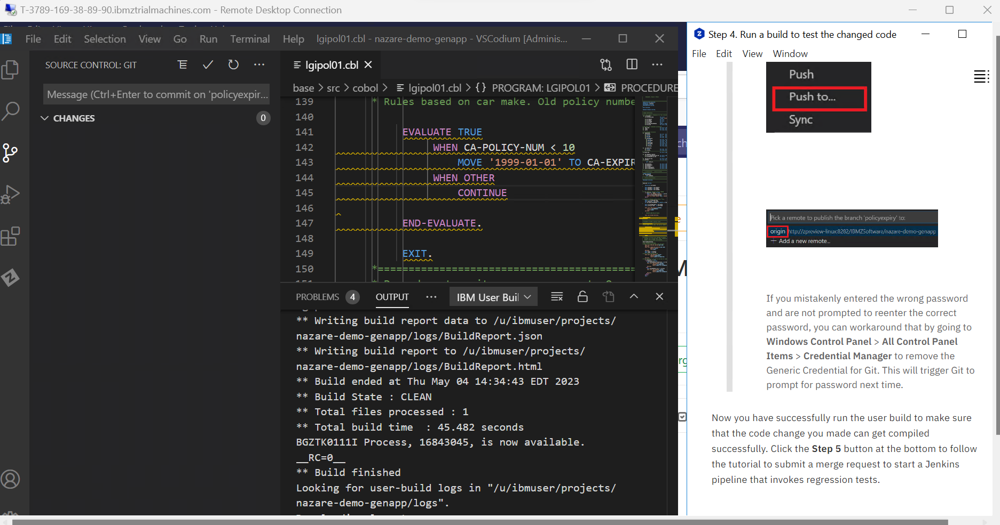 T-3789-169-38-89-90.ibmztrialmachines.com - Remote Desktop Connection
File Edit Selection View Go Run Terminal Help lgipol01.cbl - nazare-demo-genapp - VSCodium [Adminis...
SOURCE CONTROL: GIT
Message (Ctrl+Enter to commit on 'policyexpir...
CHANGES 0
lgipol01.cbl
base > src > cobol > lgipol01.cbl > {} PROGRAM: LGIPOL01 > PROCEDURE
139 * Rules based on car make. Old policy numbe
140
141 EVALUATE TRUE
142 WHEN CA-POLICY-NUM < 10
143 MOVE '1999-01-01' TO CA-EXPIR
144 WHEN OTHER
145 CONTINUE
146
147 END-EVALUATE.
148
149 EXIT.
150 *==========================================
PROBLEMS 4 OUTPUT ... IBM User Buil
** Writing build report data to /u/ibmuser/projects/
nazare-demo-genapp/logs/BuildReport.json
** Writing build report to /u/ibmuser/projects/
nazare-demo-genapp/logs/BuildReport.html
** Build ended at Thu May 04 14:34:43 EDT 2023
** Build State : CLEAN
** Total files processed : 1
** Total build time  : 45.482 seconds
BGZTK0111I Process, 16843045, is now available.
__RC=0__
** Build finished
Looking for user-build logs in "/u/ibmuser/projects/
nazare-demo-genapp/logs".
Step 4. Run a build to test the changed code
File Edit View Window
Push
Push to...
Sync
Pick a remote to publish the branch 'policyexpiry' to:
origin http://zpreview-linux:8282/IBMZSoftware/nazare-demo-genapp
+ Add a new remote...
If you mistakenly entered the wrong password
and are not prompted to reenter the correct
password, you can workaround that by going to
Windows Control Panel > All Control Panel
Items > Credential Manager to remove the
Generic Credential for Git. This will trigger Git to
prompt for password next time.
Now you have successfully run the user build to make sure
that the code change you made can get compiled
successfully. Click the Step 5 button at the bottom to follow
the tutorial to submit a merge request to start a Jenkins
pipeline that invokes regression tests.